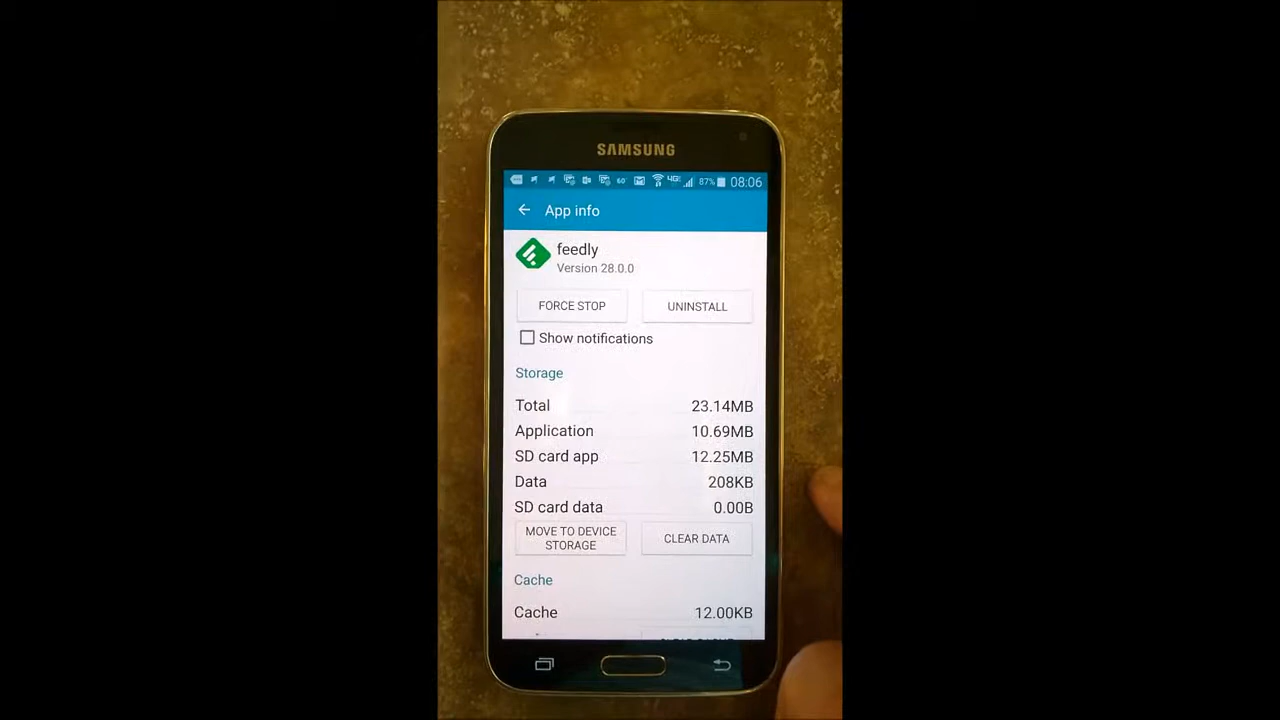 SAMSUNG
4G 87% 08:06
App info
feedly
Version 28.0.0
FORCE STOP
UNINSTALL
Show notifications
Storage
Total 23.14MB
Application 10.69MB
SD card app 12.25MB
Data 208KB
SD card data 0.00B
MOVE TO DEVICE
STORAGE
CLEAR DATA
Cache
Cache 12.00KB